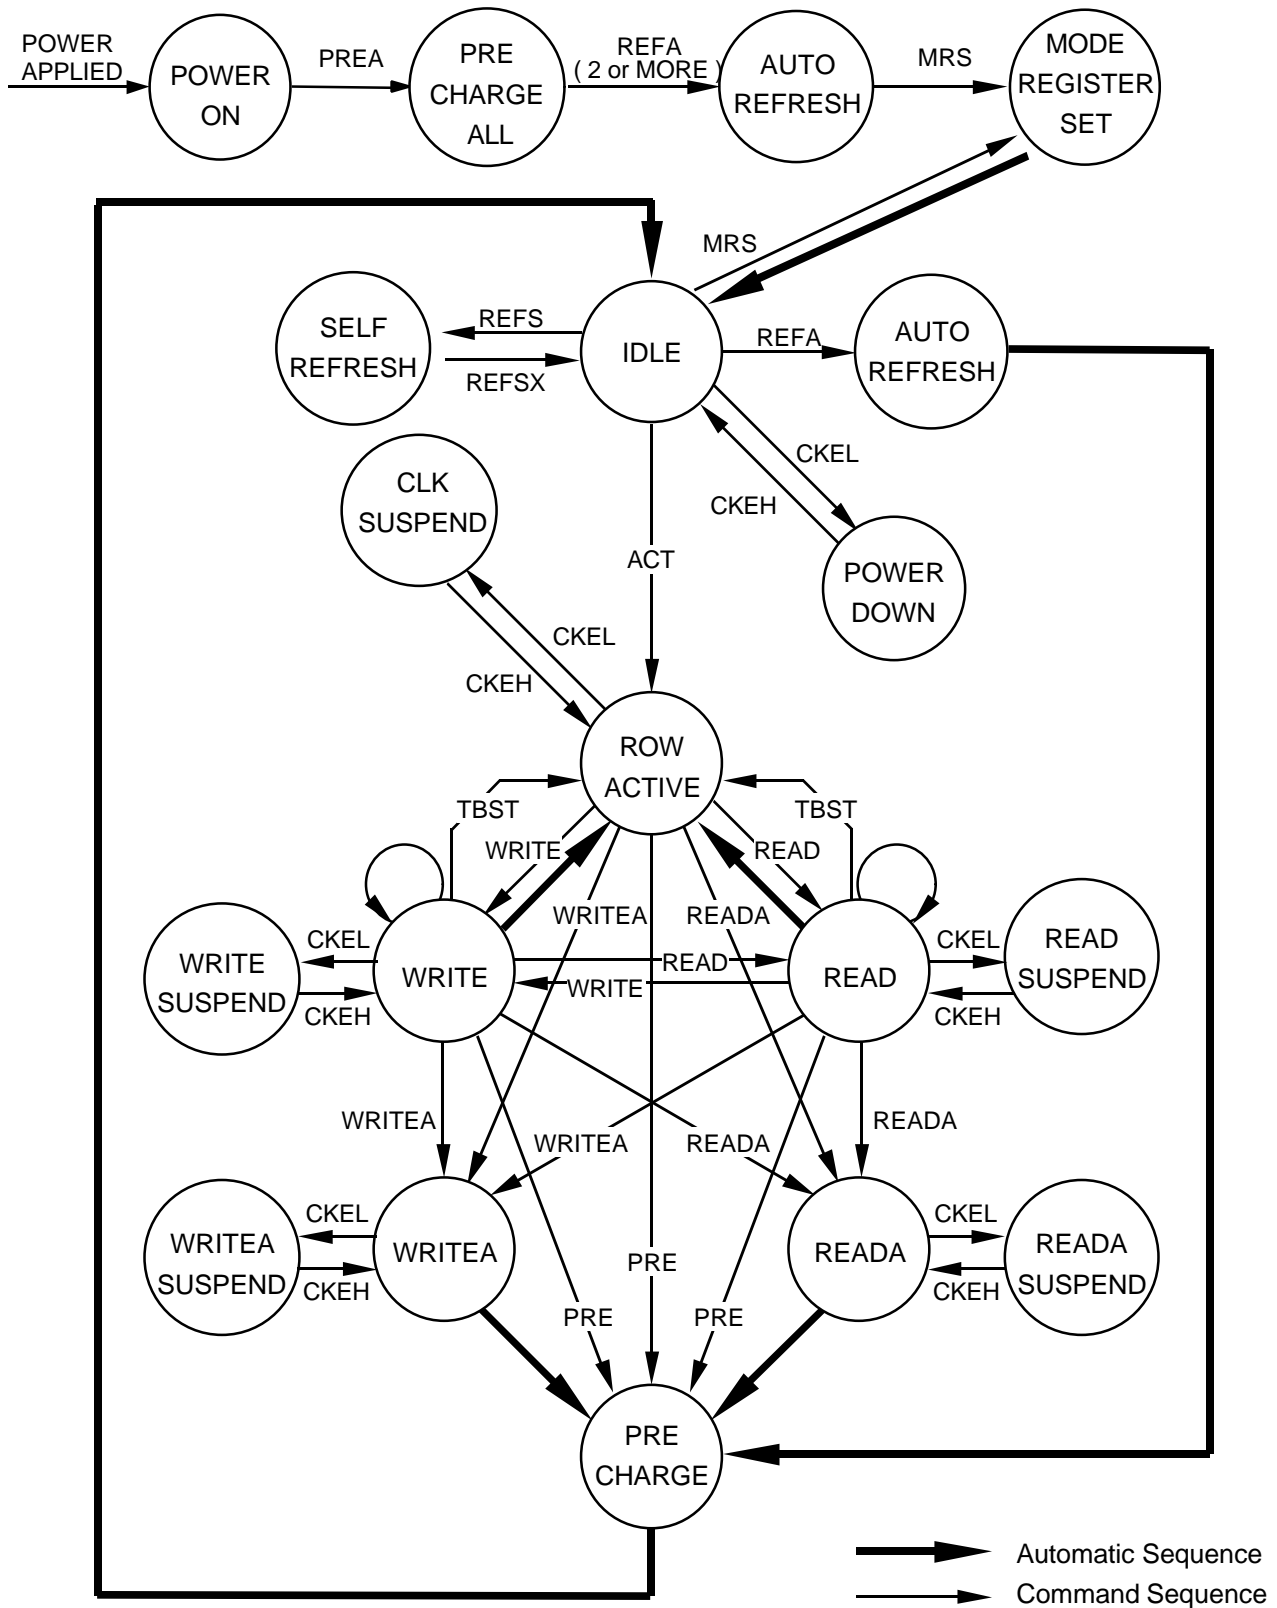 POWER
APPLIED
POWER
ON
PREA
PRE
CHARGE
ALL
REFA
( 2 or MORE )
AUTO
REFRESH
MRS
MODE
REGISTER
SET
MRS
SELF
REFRESH
REFS
REFSX
IDLE
REFA
AUTO
REFRESH
CLK
SUSPEND
CKEL
CKEH
ACT
POWER
DOWN
CKEL
CKEH
ROW
ACTIVE
TBST
TBST
WRITE
READ
WRITEA
READA
WRITE
SUSPEND
CKEL
CKEH
WRITE
READ
WRITE
READ
CKEL
CKEH
READ
SUSPEND
WRITEA
WRITEA
READA
READA
WRITEA
SUSPEND
CKEL
CKEH
WRITEA
READA
CKEL
CKEH
READA
SUSPEND
PRE
PRE
PRE
PRE
CHARGE
Automatic Sequence
Command Sequence